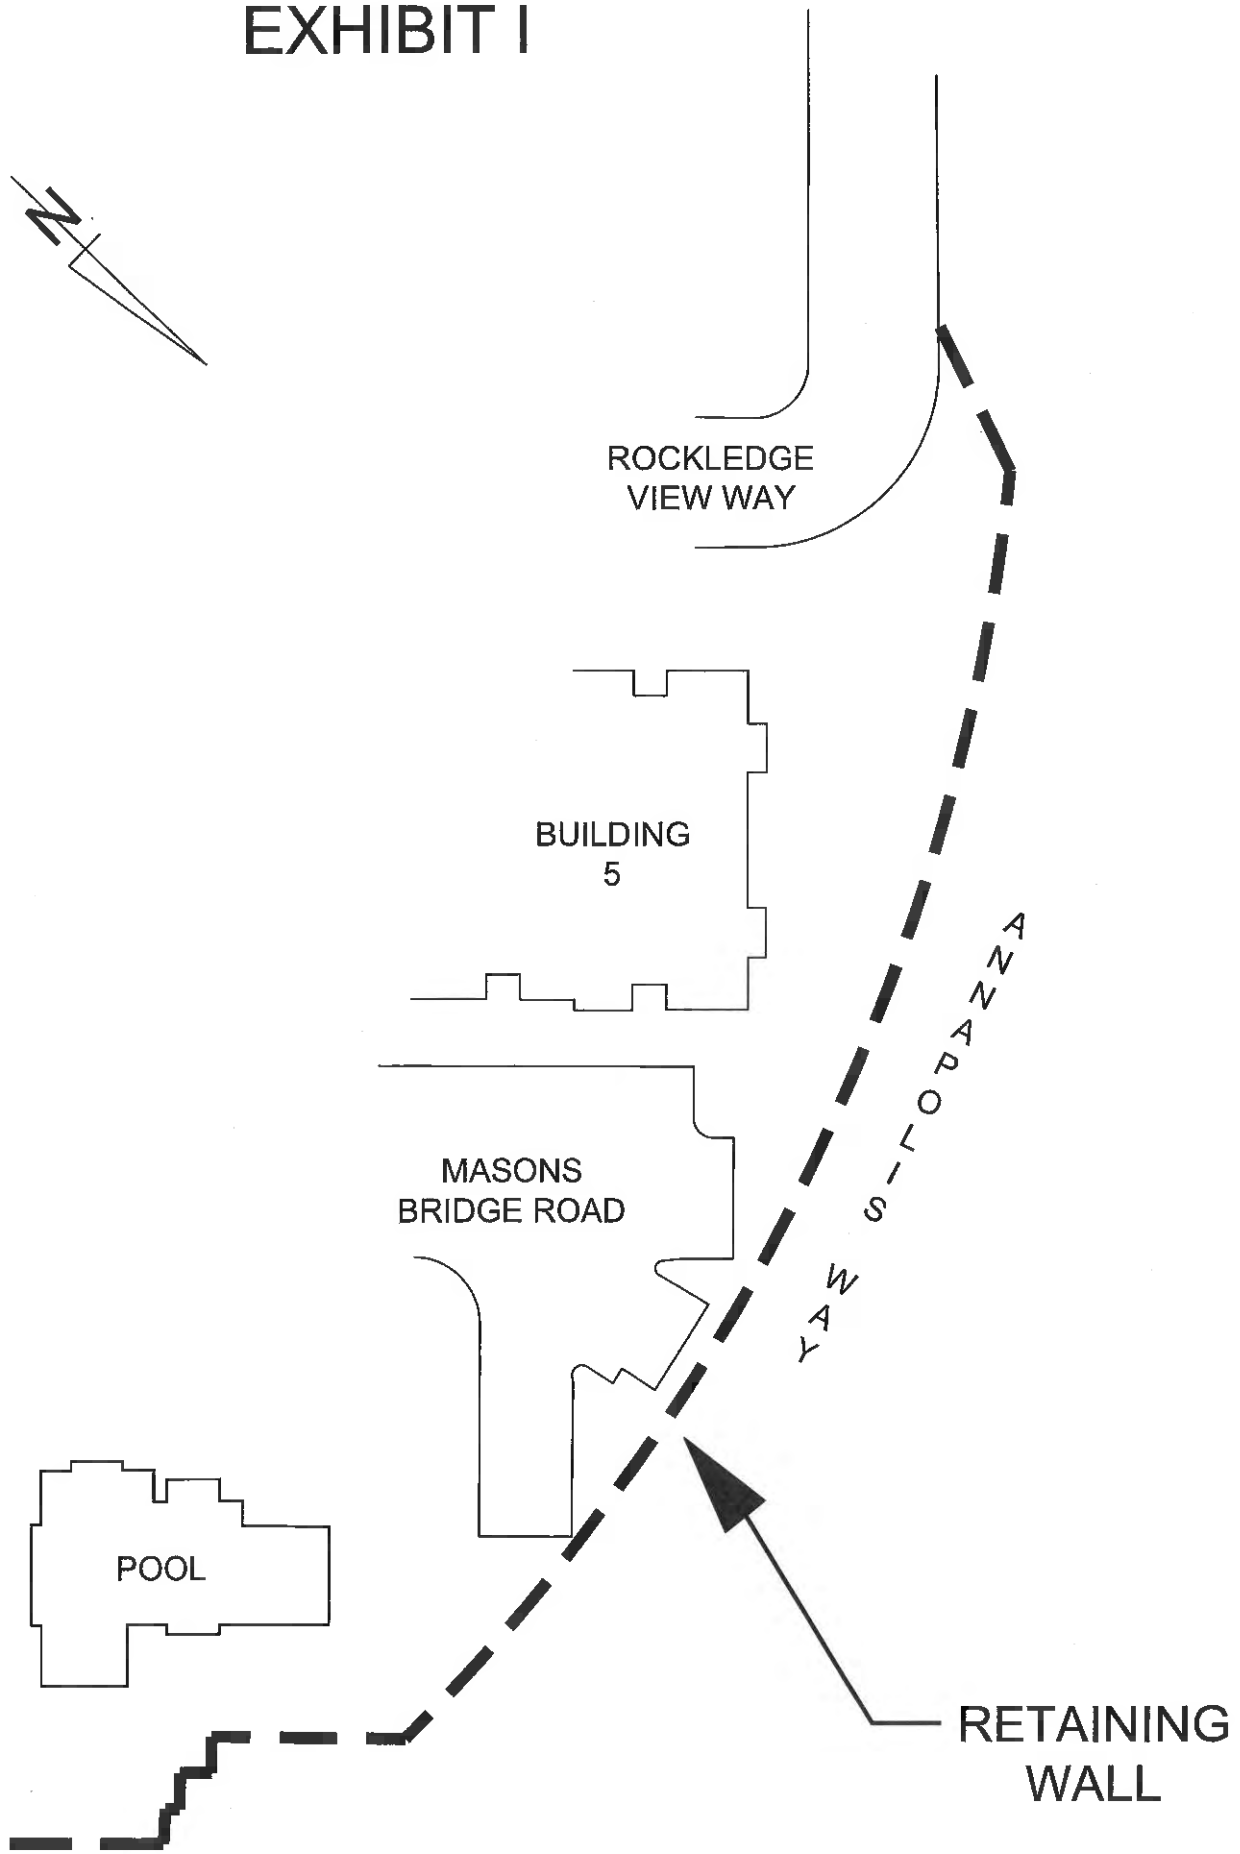 EXHIBIT I
N
ROCKLEDGE
VIEW WAY
BUILDING
5
ANNAPOLIS WAY
MASONS
BRIDGE ROAD
POOL
RETAINING
WALL